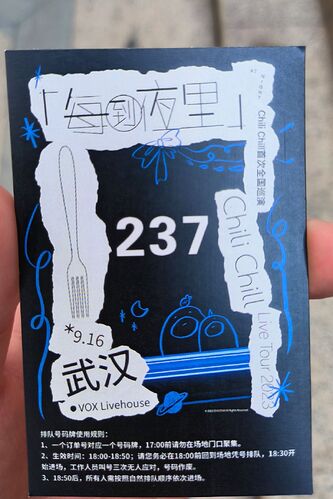 「每到夜里」
Chili Chill首次全国巡演
237
Chili Chill Live Tour 2023
*9.16
武汉
VOX Livehouse
排队号码牌使用规则：
1、一个订单号对应一个号码牌，17:00前请勿在场地门口聚集。
2、生效时间：18:00-18:50；请您务必在18:00前回到场地凭号排队，18:30开
始进场，工作人员叫号三次无人应对，号码作废。
3、18:50后，所有人需按照自然排队顺序依次进场。